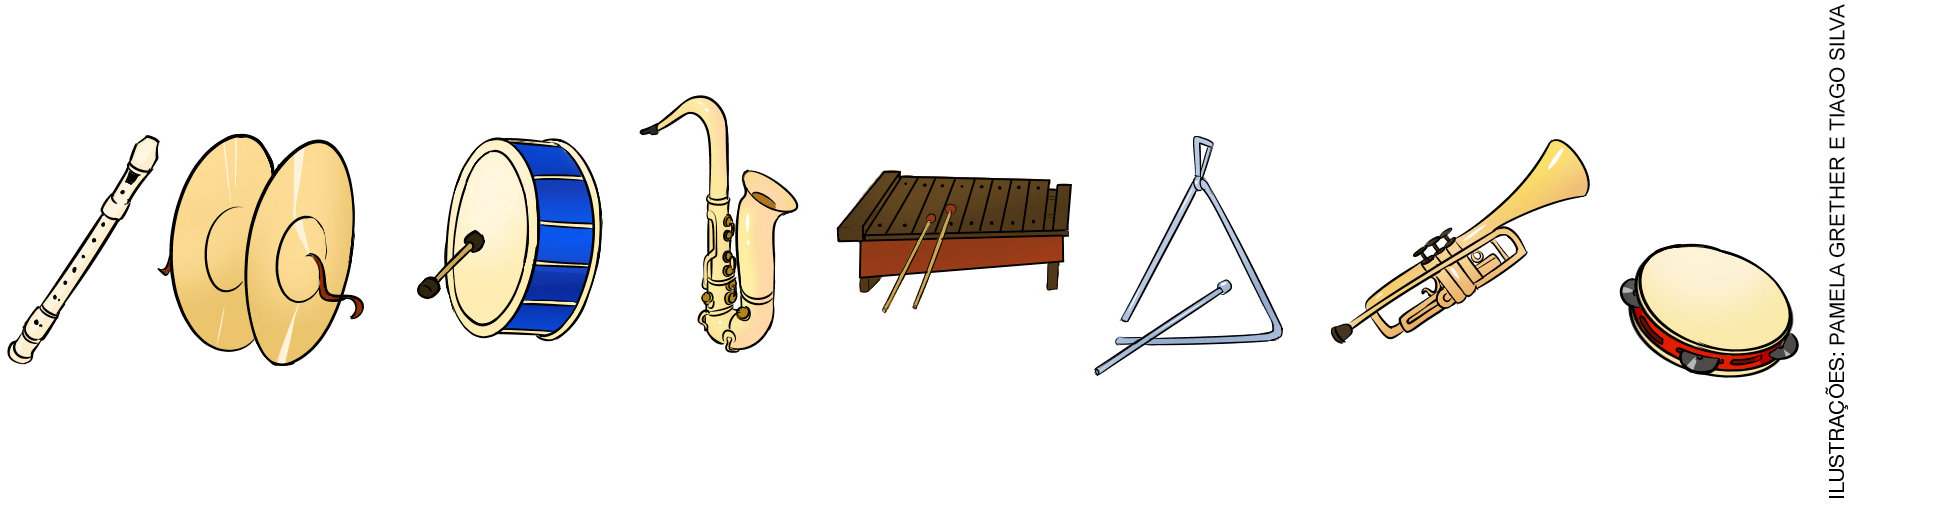 ILUSTRAÇÕES: PAMELA GRETHER E TIAGO SILVA